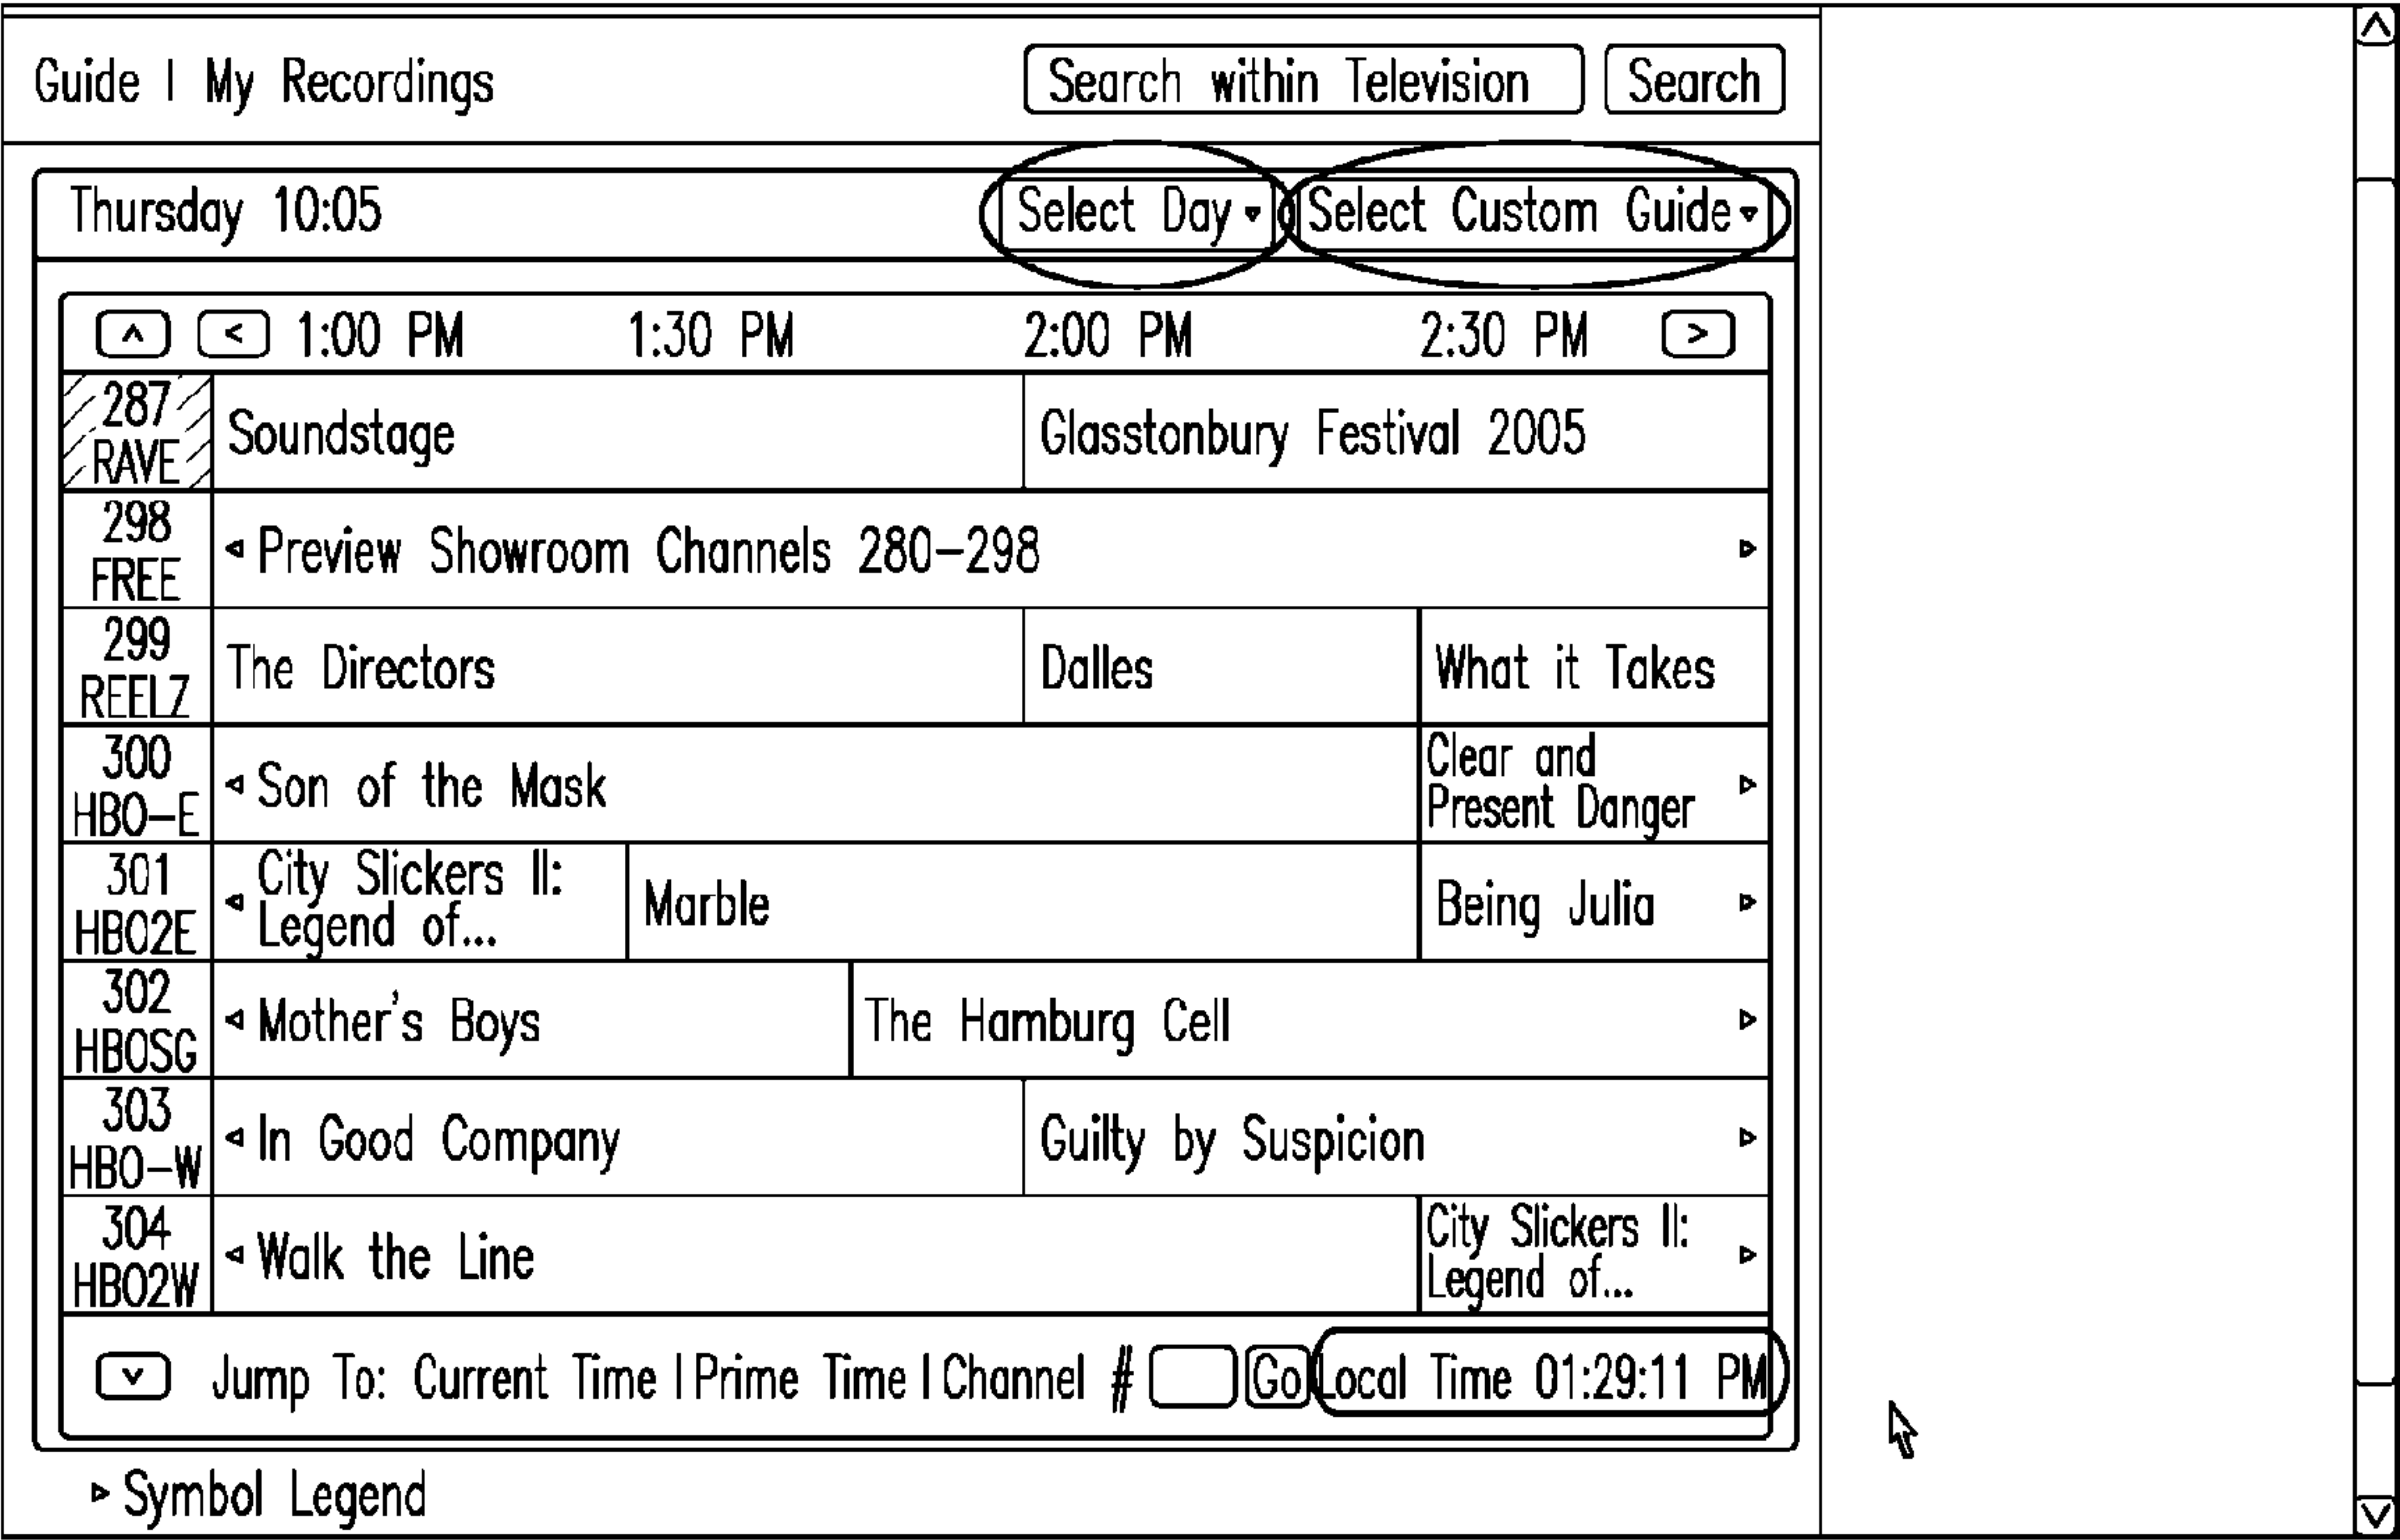 Guide | My Recordings Search within Television Search
Thursday 10:05 Select Day Select Custom Guide
1:00 PM 1:30 PM 2:00 PM 2:30 PM
287 RAVE Soundstage Glasstonbury Festival 2005
298 FREE Preview Showroom Channels 280-298
299 REELZ The Directors Dalles What it Takes
300 HBO-E Son of the Mask Clear and Present Danger
301 HBO2E City Slickers II: Legend of... Marble Being Julia
302 HBOSG Mother's Boys The Hamburg Cell
303 HBO-W In Good Company Guilty by Suspicion
304 HBO2W Walk the Line City Slickers II: Legend of...
Jump To: Current Time | Prime Time | Channel # Go Local Time 01:29:11 PM
Symbol Legend